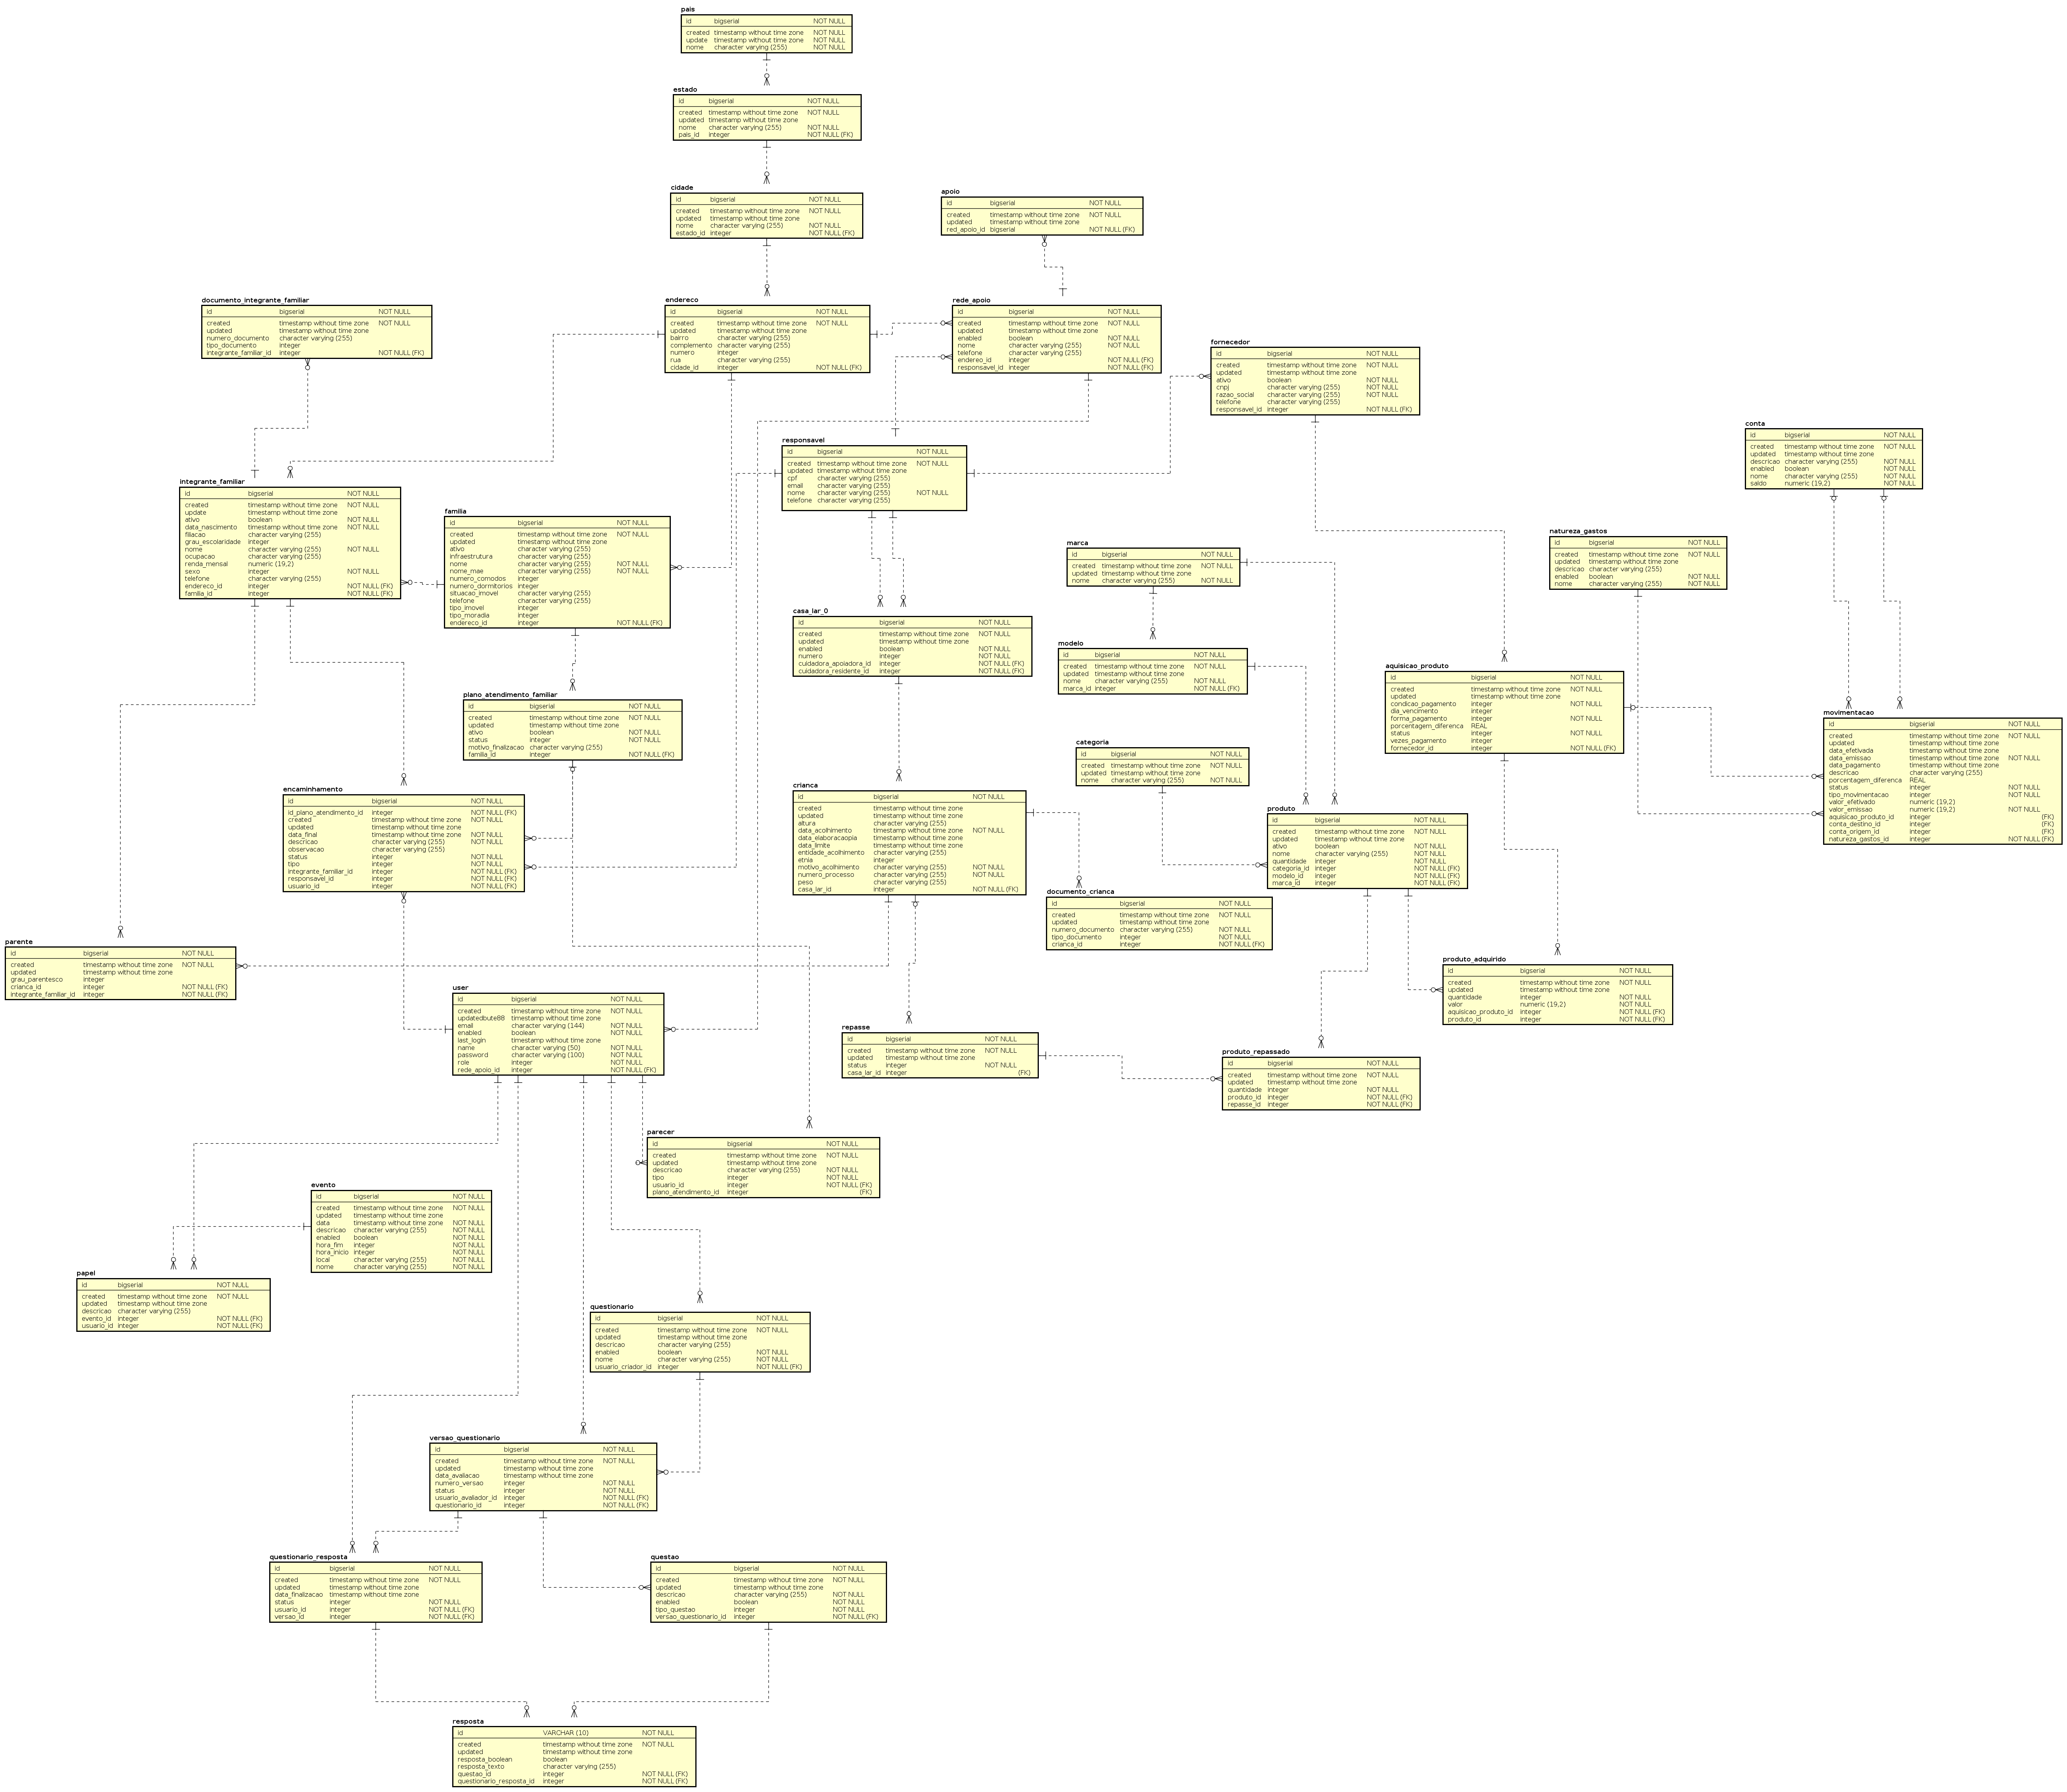 pais
id bigserial NOT NULL
created timestamp without time zone NOT NULL
update timestamp without time zone NOT NULL
nome character varying (255) NOT NULL
estado
id bigserial NOT NULL
created timestamp without time zone NOT NULL
updated timestamp without time zone
nome character varying (255) NOT NULL
pais_id integer NOT NULL (FK)
cidade
id bigserial NOT NULL
created timestamp without time zone NOT NULL
updated timestamp without time zone
nome character varying (255) NOT NULL
estado_id integer NOT NULL (FK)
apoio
id bigserial NOT NULL
created timestamp without time zone NOT NULL
updated timestamp without time zone
red_apoio_id bigserial NOT NULL (FK)
documento_integrante_familiar
id bigserial NOT NULL
created timestamp without time zone NOT NULL
updated timestamp without time zone
numero_documento character varying (255)
tipo_documento integer
integrante_familiar_id integer NOT NULL (FK)
endereco
id bigserial NOT NULL
created timestamp without time zone NOT NULL
updated timestamp without time zone
bairro character varying (255)
complemento character varying (255)
numero integer
rua character varying (255)
cidade_id integer NOT NULL (FK)
rede_apoio
id bigserial NOT NULL
created timestamp without time zone NOT NULL
updated timestamp without time zone
enabled boolean NOT NULL
nome character varying (255) NOT NULL
telefone character varying (255)
endereo_id integer NOT NULL (FK)
responsavel_id integer NOT NULL (FK)
fornecedor
id bigserial NOT NULL
created timestamp without time zone NOT NULL
updated timestamp without time zone
ativo boolean NOT NULL
cnpj character varying (255) NOT NULL
razao_social character varying (255) NOT NULL
telefone character varying (255)
responsavel_id integer NOT NULL (FK)
responsavel
id bigserial NOT NULL
created timestamp without time zone NOT NULL
updated timestamp without time zone
cpf character varying (255)
email character varying (255)
nome character varying (255) NOT NULL
telefone character varying (255)
conta
id bigserial NOT NULL
created timestamp without time zone NOT NULL
updated timestamp without time zone
descricao character varying (255) NOT NULL
enabled boolean NOT NULL
nome character varying (255) NOT NULL
saldo numeric (19,2) NOT NULL
integrante_familiar
id bigserial NOT NULL
created timestamp without time zone NOT NULL
update timestamp without time zone
ativo boolean NOT NULL
data_nascimento timestamp without time zone NOT NULL
filiacao character varying (255)
grau_escolaridade integer
nome character varying (255) NOT NULL
ocupacao character varying (255)
renda_mensal numeric (19,2)
sexo integer NOT NULL
telefone character varying (255)
endereco_id integer NOT NULL (FK)
familia_id integer NOT NULL (FK)
familia
id bigserial NOT NULL
created timestamp without time zone NOT NULL
updated timestamp without time zone
ativo character varying (255)
infraestrutura character varying (255)
nome character varying (255) NOT NULL
nome_mae character varying (255) NOT NULL
numero_comodos integer
numero_dormitorios integer
situacao_imovel character varying (255)
telefone character varying (255)
tipo_imovel integer
tipo_moradia integer
endereco_id integer NOT NULL (FK)
natureza_gastos
id bigserial NOT NULL
created timestamp without time zone NOT NULL
updated timestamp without time zone
descricao character varying (255)
enabled boolean NOT NULL
nome character varying (255) NOT NULL
marca
id bigserial NOT NULL
created timestamp without time zone NOT NULL
updated timestamp without time zone
nome character varying (255) NOT NULL
casa_lar_0
id bigserial NOT NULL
created timestamp without time zone NOT NULL
updated timestamp without time zone
enabled boolean NOT NULL
numero integer NOT NULL
cuidadora_apoiadora_id integer NOT NULL (FK)
cuidadora_residente_id integer NOT NULL (FK)
modelo
id bigserial NOT NULL
created timestamp without time zone NOT NULL
updated timestamp without time zone
nome character varying (255) NOT NULL
marca_id integer NOT NULL (FK)
aquisicao_produto
id bigserial NOT NULL
created timestamp without time zone NOT NULL
updated timestamp without time zone
condicao_pagamento integer NOT NULL
dia_vencimento integer
forma_pagamento integer NOT NULL
porcentagem_diferenca REAL
status integer NOT NULL
vezes_pagamento integer
fornecedor_id integer NOT NULL (FK)
plano_atendimento_familiar
id bigserial NOT NULL
created timestamp without time zone NOT NULL
updated timestamp without time zone
ativo boolean NOT NULL
status integer NOT NULL
motivo_finalizacao character varying (255)
familia_id integer NOT NULL (FK)
movimentacao
id bigserial NOT NULL
created timestamp without time zone NOT NULL
updated timestamp without time zone
data_efetivada timestamp without time zone
data_emissao timestamp without time zone NOT NULL
data_pagamento timestamp without time zone
descricao character varying (255)
porcentagem_diferenca REAL
status integer NOT NULL
tipo_movimentacao integer NOT NULL
valor_efetivado numeric (19,2)
valor_emissao numeric (19,2) NOT NULL
aquisicao_produto_id integer (FK)
conta_destino_id integer (FK)
conta_origem_id integer (FK)
natureza_gastos_id integer NOT NULL (FK)
categoria
id bigserial NOT NULL
created timestamp without time zone NOT NULL
updated timestamp without time zone
nome character varying (255) NOT NULL
encaminhamento
id bigserial NOT NULL
id_plano_atendimento_id integer NOT NULL (FK)
created timestamp without time zone NOT NULL
updated timestamp without time zone
data_final timestamp without time zone NOT NULL
descricao character varying (255) NOT NULL
observacao character varying (255)
status integer NOT NULL
tipo integer NOT NULL
integrante_familiar_id integer NOT NULL (FK)
responsavel_id integer NOT NULL (FK)
usuario_id integer NOT NULL (FK)
crianca
id bigserial NOT NULL
created timestamp without time zone
updated timestamp without time zone
altura character varying (255)
data_acolhimento timestamp without time zone NOT NULL
data_elaboracaopia timestamp without time zone
data_limite timestamp without time zone
entidade_acolhimento character varying (255)
etnia integer
motivo_acolhimento character varying (255) NOT NULL
numero_processo character varying (255) NOT NULL
peso character varying (255)
casa_lar_id integer NOT NULL (FK)
produto
id bigserial NOT NULL
created timestamp without time zone NOT NULL
updated timestamp without time zone
ativo boolean NOT NULL
nome character varying (255) NOT NULL
quantidade integer NOT NULL
categoria_id integer NOT NULL (FK)
modelo_id integer NOT NULL (FK)
marca_id integer NOT NULL (FK)
documento_crianca
id bigserial NOT NULL
created timestamp without time zone NOT NULL
updated timestamp without time zone
numero_documento character varying (255) NOT NULL
tipo_documento integer NOT NULL
crianca_id integer NOT NULL (FK)
parente
id bigserial NOT NULL
created timestamp without time zone NOT NULL
updated timestamp without time zone
grau_parentesco integer
crianca_id integer NOT NULL (FK)
integrante_familiar_id integer NOT NULL (FK)
produto_adquirido
id bigserial NOT NULL
created timestamp without time zone NOT NULL
updated timestamp without time zone
quantidade integer NOT NULL
valor numeric (19,2) NOT NULL
aquisicao_produto_id integer NOT NULL (FK)
produto_id integer NOT NULL (FK)
user
id bigserial NOT NULL
created timestamp without time zone NOT NULL
updatedbute88 timestamp without time zone
email character varying (144) NOT NULL
enabled boolean NOT NULL
last_login timestamp without time zone
name character varying (50) NOT NULL
password character varying (100) NOT NULL
role integer NOT NULL
rede_apoio_id integer NOT NULL (FK)
repasse
id bigserial NOT NULL
created timestamp without time zone NOT NULL
updated timestamp without time zone
status integer NOT NULL
casa_lar_id integer (FK)
produto_repassado
id bigserial NOT NULL
created timestamp without time zone NOT NULL
updated timestamp without time zone
quantidade integer NOT NULL
produto_id integer NOT NULL (FK)
repasse_id integer NOT NULL (FK)
parecer
id bigserial NOT NULL
created timestamp without time zone NOT NULL
updated timestamp without time zone
descricao character varying (255) NOT NULL
tipo integer NOT NULL
usuario_id integer NOT NULL (FK)
plano_atendimento_id integer (FK)
evento
id bigserial NOT NULL
created timestamp without time zone NOT NULL
updated timestamp without time zone
data timestamp without time zone NOT NULL
descricao character varying (255) NOT NULL
enabled boolean NOT NULL
hora_fim integer NOT NULL
hora_inicio integer NOT NULL
local character varying (255) NOT NULL
nome character varying (255) NOT NULL
papel
id bigserial NOT NULL
created timestamp without time zone NOT NULL
updated timestamp without time zone
descricao character varying (255)
evento_id integer NOT NULL (FK)
usuario_id integer NOT NULL (FK)
questionario
id bigserial NOT NULL
created timestamp without time zone NOT NULL
updated timestamp without time zone
descricao character varying (255)
enabled boolean NOT NULL
nome character varying (255) NOT NULL
usuario_criador_id integer NOT NULL (FK)
versao_questionario
id bigserial NOT NULL
created timestamp without time zone NOT NULL
updated timestamp without time zone
data_avaliacao timestamp without time zone
numero_versao integer NOT NULL
status integer NOT NULL
usuario_avaliador_id integer NOT NULL (FK)
questionario_id integer NOT NULL (FK)
questionario_resposta
id bigserial NOT NULL
created timestamp without time zone NOT NULL
updated timestamp without time zone
data_finalizacao timestamp without time zone
status integer NOT NULL
usuario_id integer NOT NULL (FK)
versao_id integer NOT NULL (FK)
questao
id bigserial NOT NULL
created timestamp without time zone NOT NULL
updated timestamp without time zone
descricao character varying (255) NOT NULL
enabled boolean NOT NULL
tipo_questao integer NOT NULL
versao_questionario_id integer NOT NULL (FK)
resposta
id VARCHAR (10) NOT NULL
created timestamp without time zone NOT NULL
updated timestamp without time zone
resposta_boolean boolean
resposta_texto character varying (255)
questao_id integer NOT NULL (FK)
questionario_resposta_id integer NOT NULL (FK)